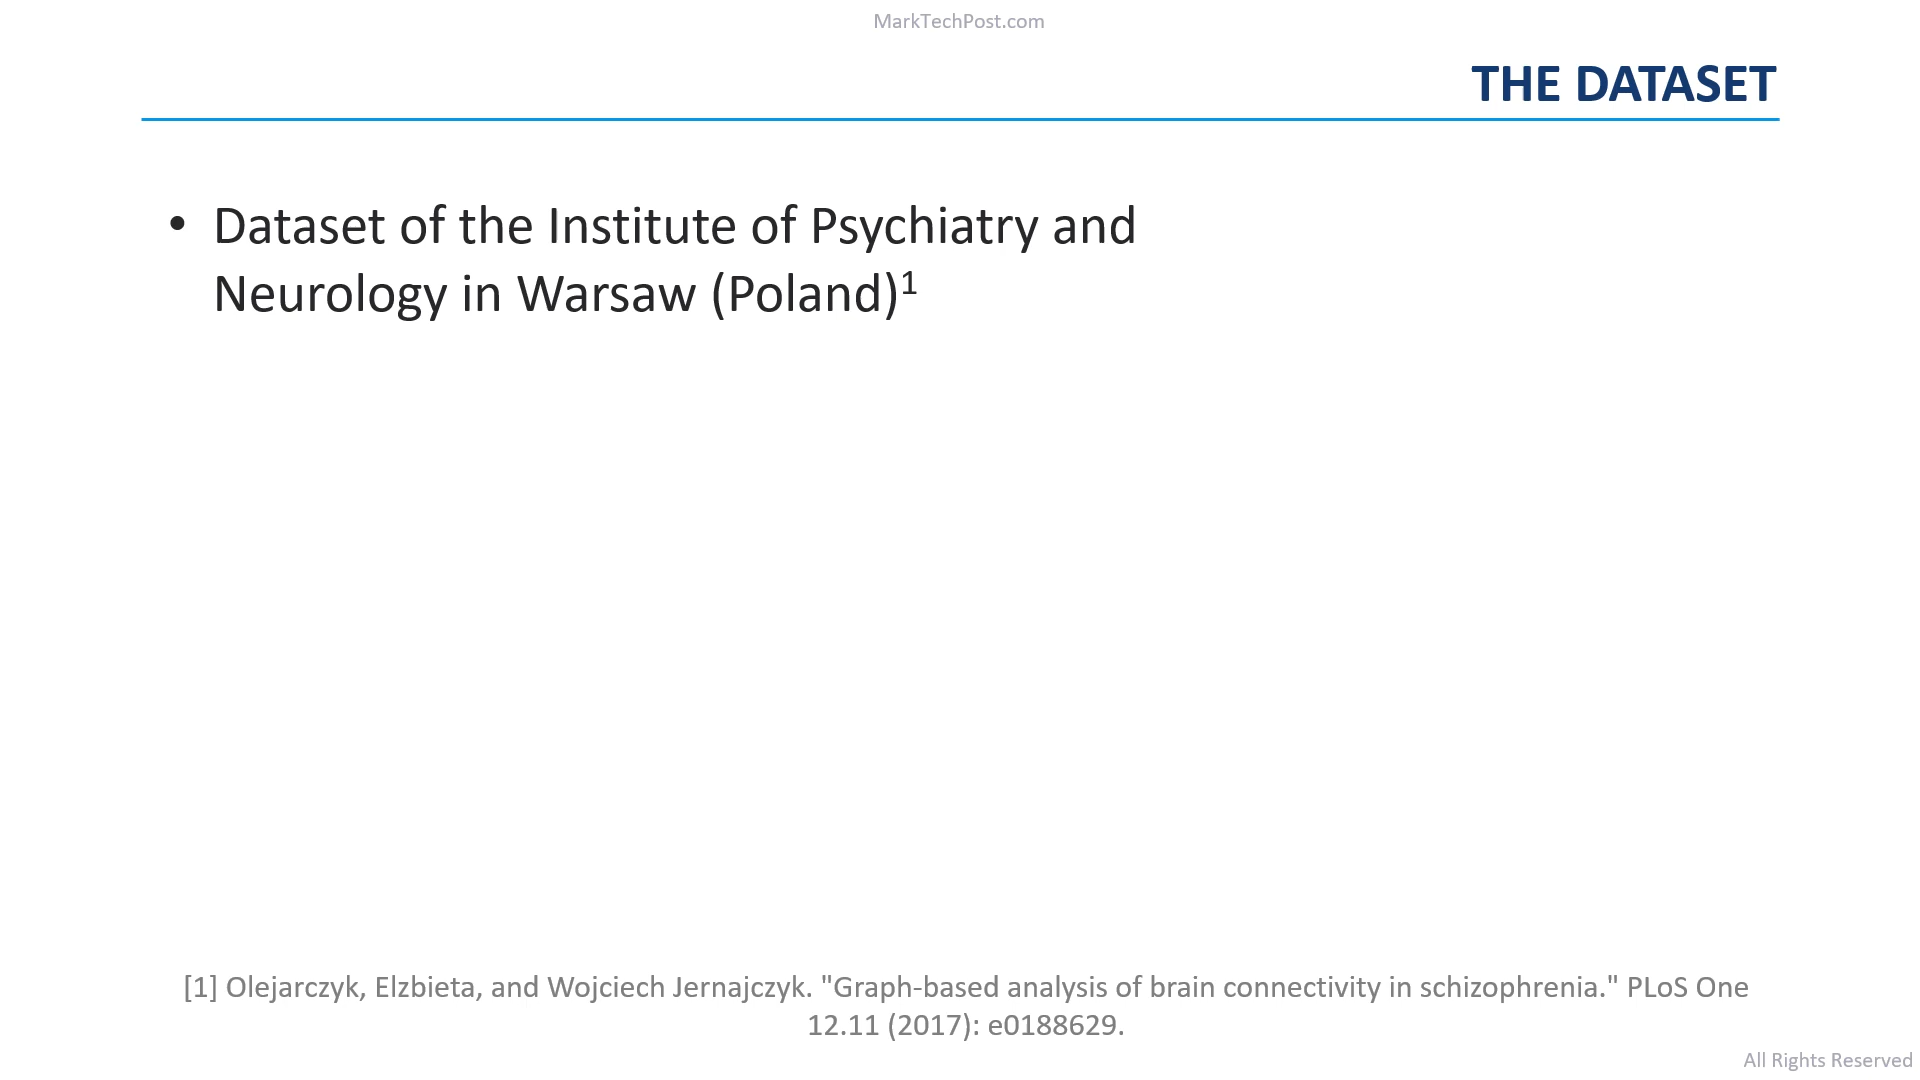 MarkTechPost.com
THE DATASET
• Dataset of the Institute of Psychiatry and
Neurology in Warsaw (Poland)¹
[1] Olejarczyk, Elzbieta, and Wojciech Jernajczyk. "Graph-based analysis of brain connectivity in schizophrenia." PLoS One
12.11 (2017): e0188629.
All Rights Reserved